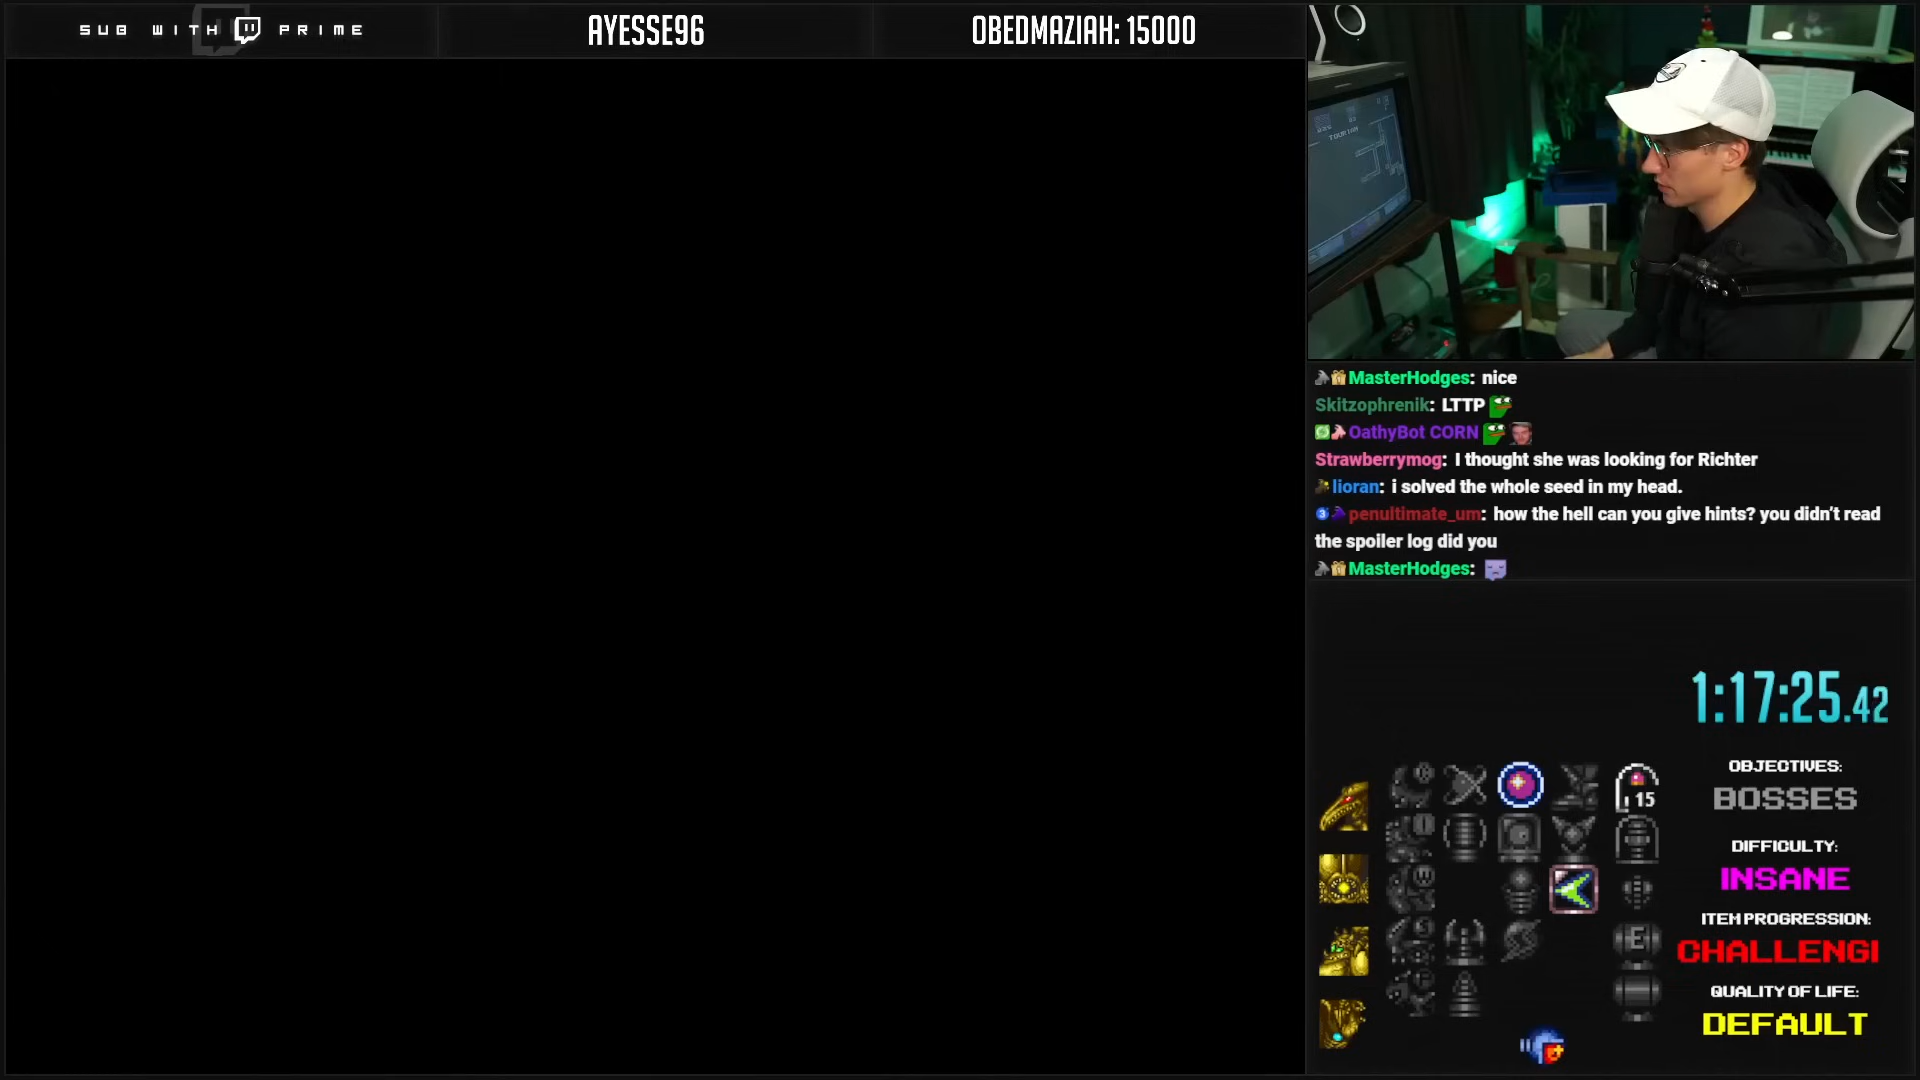 SUB WITH PRIME
AYESSE96
OBEDMAZIAH: 15000
TOURIAN
MasterHodges: nice
Skitzophrenik: LTTP
OathyBot CORN
Strawberrymog: I thought she was looking for Richter
lioran: i solved the whole seed in my head.
penultimate_um: how the hell can you give hints? you didn't read
the spoiler log did you
MasterHodges:
1:17:25.42
OBJECTIVES:
BOSSES
15
DIFFICULTY:
INSANE
ITEM PROGRESSION:
CHALLENGI
E
QUALITY OF LIFE:
DEFAULT